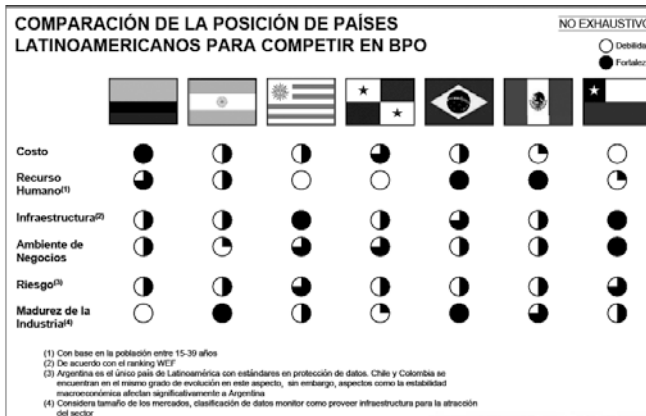 COMPARACIÓN DE LA POSICIÓN DE PAÍSES
LATINOAMERICANOS PARA COMPETIR EN BPO
NO EXHAUSTIVO
Debilida
Fortalez
Costo
Recurso
Humano(1)
Infraestructura(2)
Ambiente de
Negocios
Riesgo(3)
Madurez de la
Industria(4)
(1) Con base en la población entre 15-39 años
(2) De acuerdo con el ranking WEF
(3) Argentina es el único país de Latinoamérica con estándares en protección de datos. Chile y Colombia se
encuentran en el mismo grado de evolución en este aspecto, sin embargo, aspectos como la estabilidad
macroeconómica afectan significativamente a Argentina
(4) Considera tamaño de los mercados, clasificación de datos monitor como proveer infraestructura para la atracción
del sector